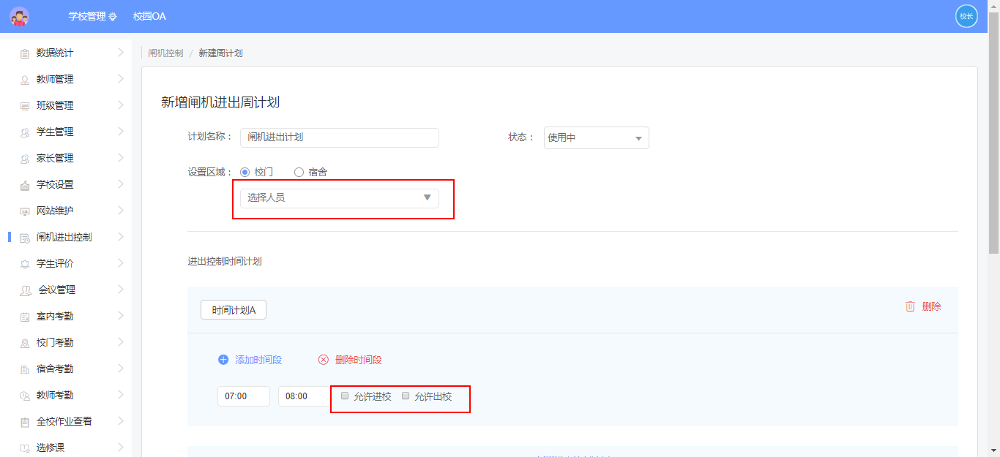 学校管理 校园OA 校长
闸机控制 / 新建周计划
数据统计
教师管理
班级管理
学生管理
家长管理
学校设置
网站维护
闸机进出控制
学生评价
会议管理
室内考勤
校门考勤
宿舍考勤
教师考勤
全校作业查看
选修课
新增闸机进出周计划
计划名称： 闸机进出计划 状态： 使用中
设置区域： 校门 宿舍
选择人员
进出控制时间计划
时间计划A 删除
添加时间段 删除时间段
07:00 08:00 允许进校 允许出校